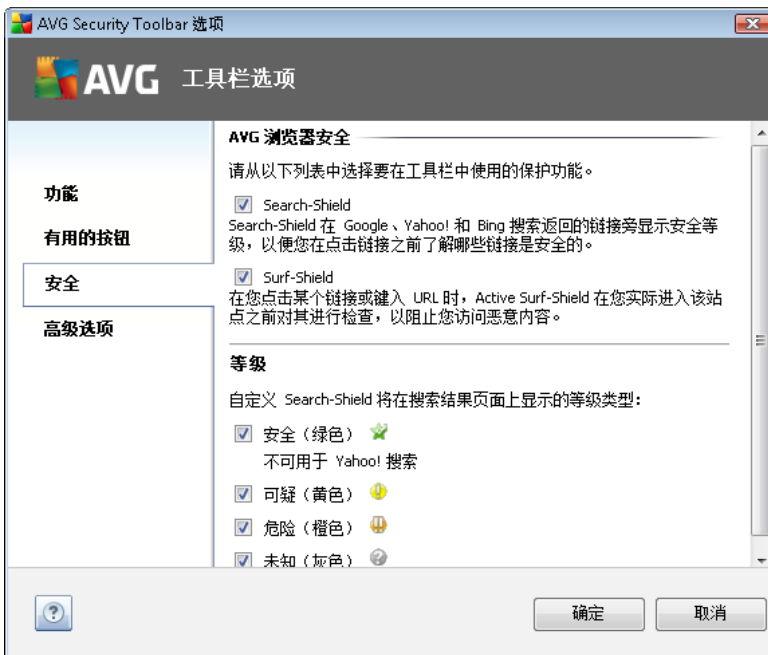 AVG Security Toolbar 选项
AVG 工具栏选项
功能
有用的按钮
安全
高级选项
AVG 浏览器安全
请从以下列表中选择要在工具栏中使用的保护功能。
Search-Shield
Search-Shield 在 Google、Yahoo! 和 Bing 搜索返回的链接旁显示安全等
级，以便您在点击链接之前了解哪些链接是安全的。
Surf-Shield
在您点击某个链接或键入 URL 时，Active Surf-Shield 在您实际进入该站
点之前对其进行检查，以阻止您访问恶意内容。
等级
自定义 Search-Shield 将在搜索结果页面上显示的等级类型：
安全（绿色）
不可用于 Yahoo! 搜索
可疑（黄色）
危险（橙色）
未知（灰色）
?
确定
取消